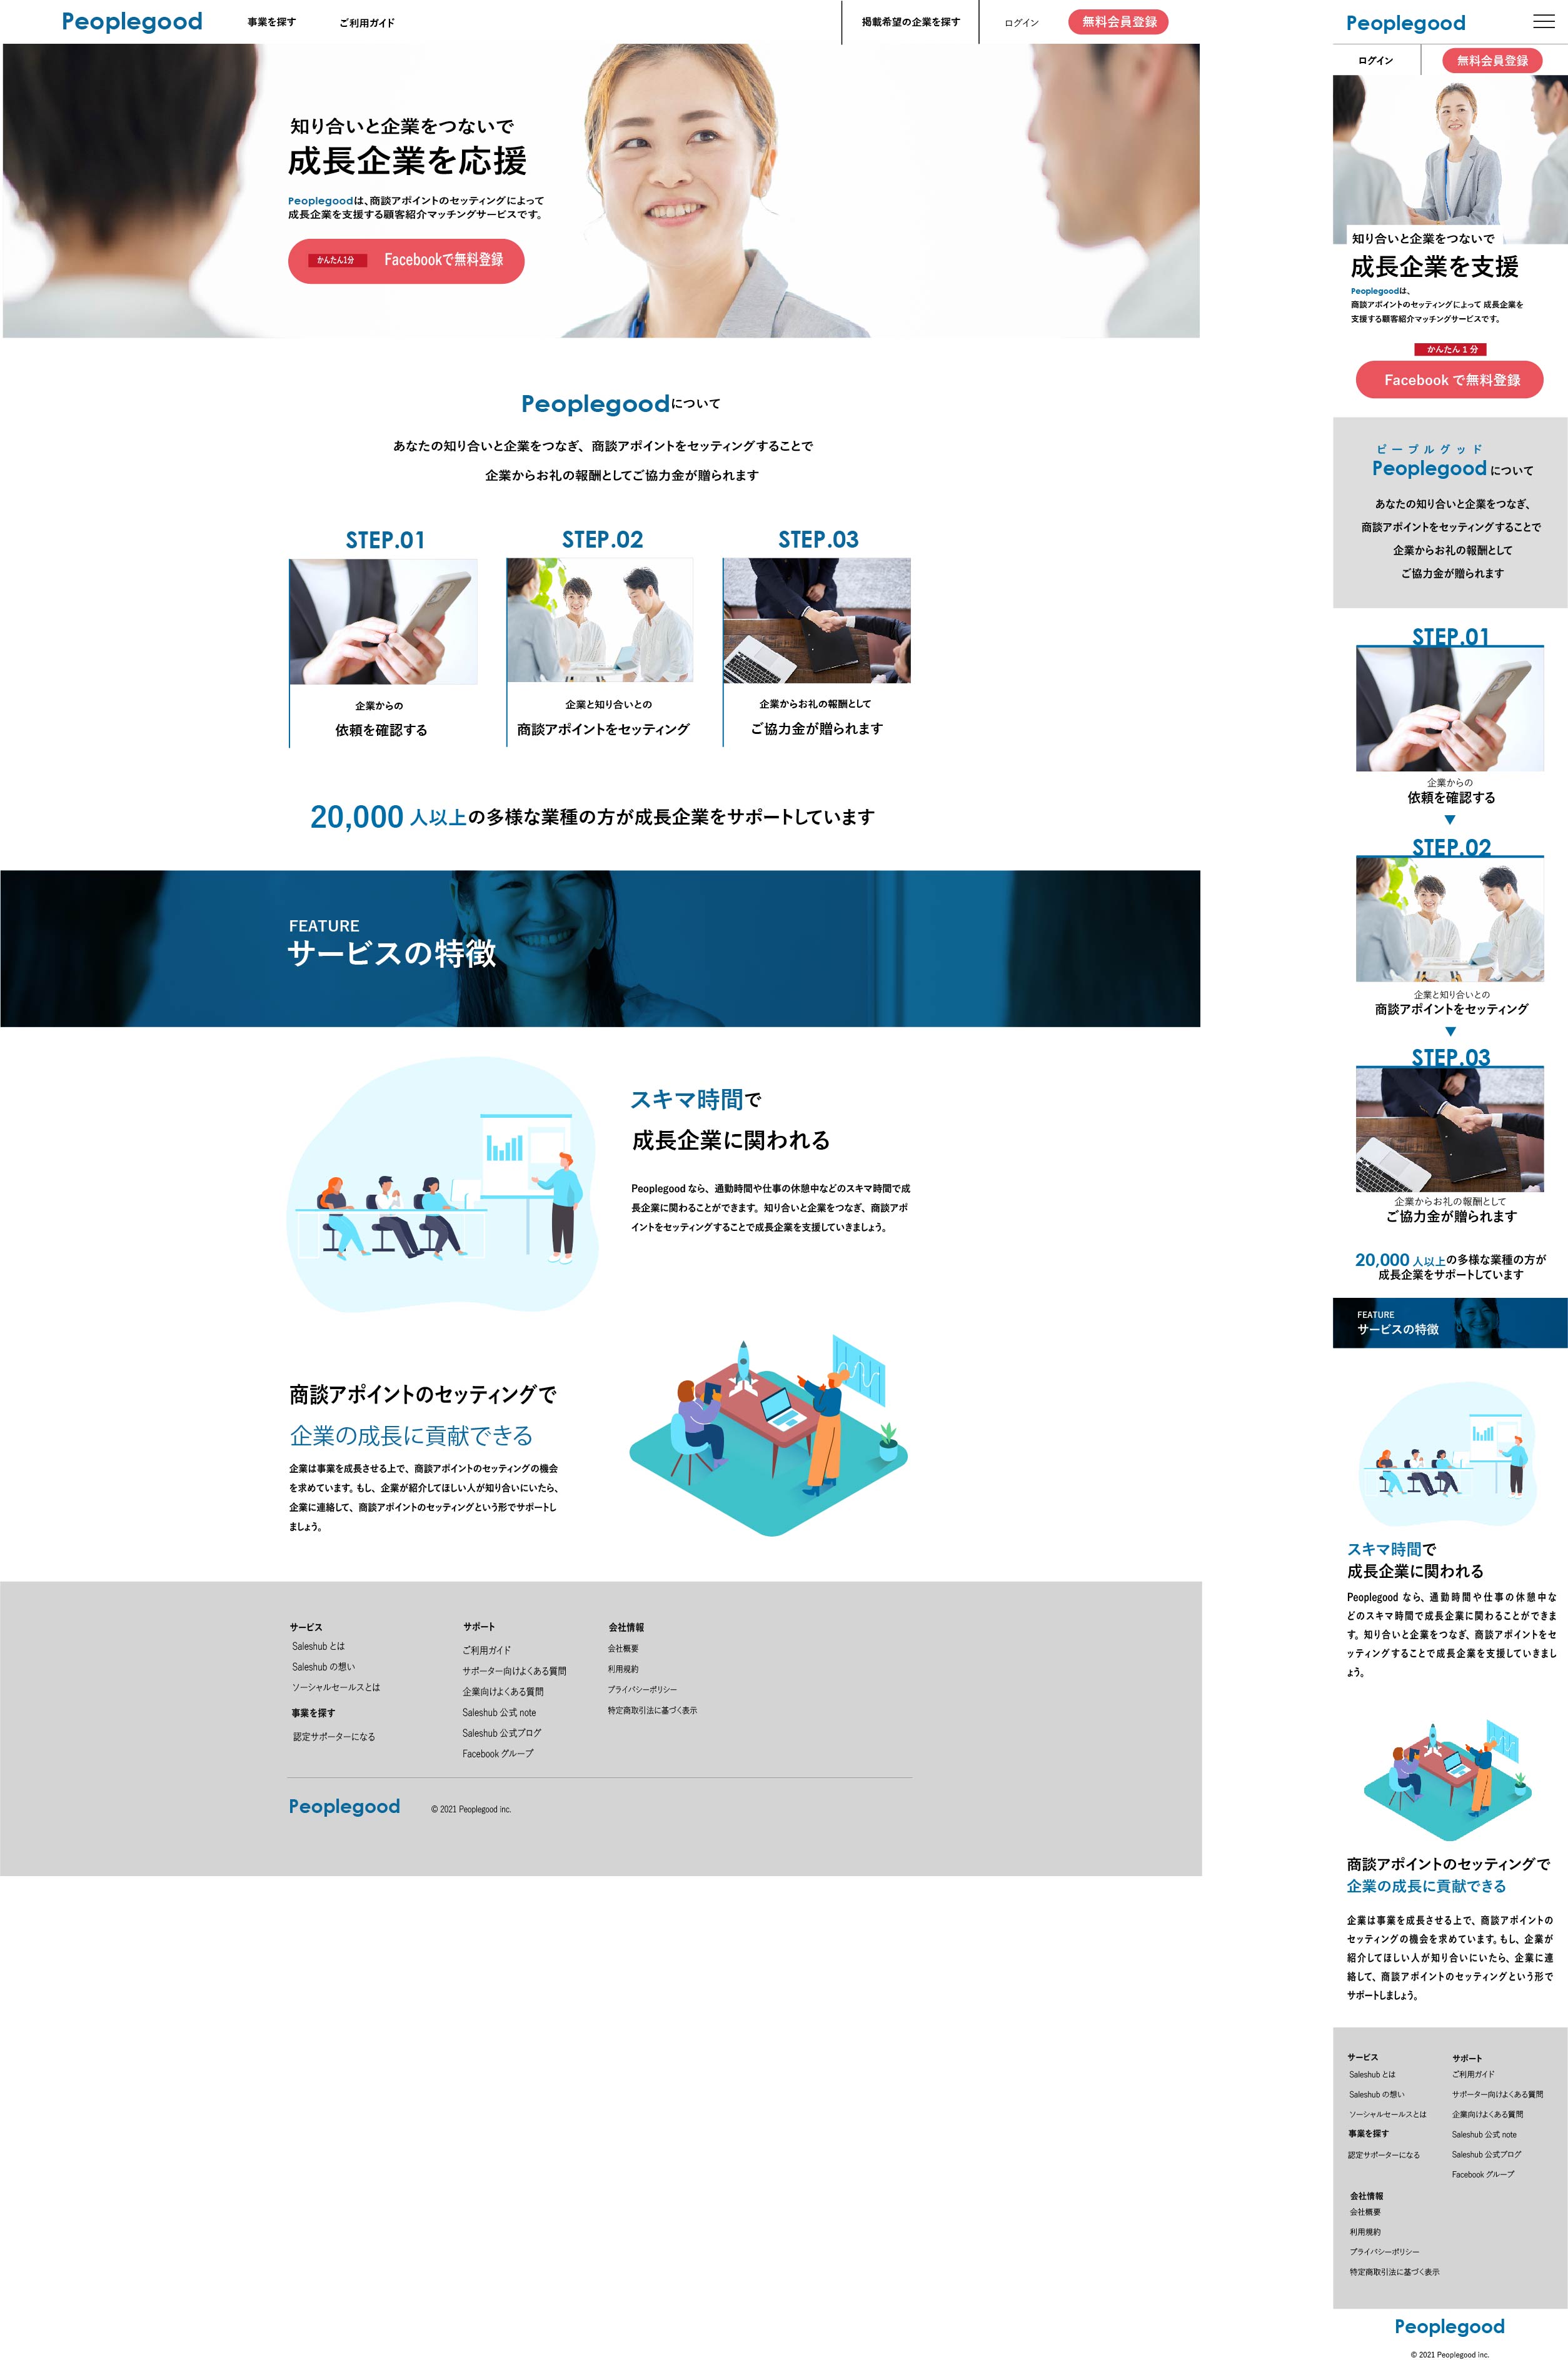 Peoplegood
事業を探す
ご利用ガイド
掲載希望の企業を探す
ログイン
無料会員登録
知り合いと企業をつないで
成長企業を応援
Peoplegoodは、商談アポイントのセッティングによって
成長企業を支援する顧客紹介マッチングサービスです。
かんたん1分 Facebookで無料登録
Peoplegoodについて
あなたの知り合いと企業をつなぎ、商談アポイントをセッティングすることで
企業からお礼の報酬としてご協力金が贈られます
STEP.01
企業からの
依頼を確認する
STEP.02
企業と知り合いとの
商談アポイントをセッティング
STEP.03
企業からお礼の報酬として
ご協力金が贈られます
20,000 人以上の多様な業種の方が成長企業をサポートしています
FEATURE
サービスの特徴
スキマ時間で
成長企業に関われる
Peoplegood なら、通勤時間や仕事の休憩中などのスキマ時間で成
長企業に関わることができます。知り合いと企業をつなぎ、商談アポ
イントをセッティングすることで成長企業を支援していきましょう。
商談アポイントのセッティングで
企業の成長に貢献できる
企業は事業を成長させる上で、商談アポイントのセッティングの機会
を求めています。もし、企業が紹介してほしい人が知り合いにいたら、
企業に連絡して、商談アポイントのセッティングという形でサポートし
ましょう。
サービス
Saleshub とは
Saleshub の想い
ソーシャルセールスとは
事業を探す
認定サポーターになる
サポート
ご利用ガイド
サポーター向けよくある質問
企業向けよくある質問
Saleshub 公式 note
Saleshub 公式ブログ
Facebook グループ
会社情報
会社概要
利用規約
プライバシーポリシー
特定商取引法に基づく表示
Peoplegood
© 2021 Peoplegood inc.
Peoplegood
ログイン
無料会員登録
知り合いと企業をつないで
成長企業を支援
Peoplegoodは、
商談アポイントのセッティングによって 成長企業を
支援する顧客紹介マッチングサービスです。
かんたん 1 分
Facebook で無料登録
ピープルグッド
Peoplegood について
あなたの知り合いと企業をつなぎ、
商談アポイントをセッティングすることで
企業からお礼の報酬として
ご協力金が贈られます
STEP.01
企業からの
依頼を確認する
▼
STEP.02
企業と知り合いとの
商談アポイントをセッティング
▼
STEP.03
企業からお礼の報酬として
ご協力金が贈られます
20,000 人以上の多様な業種の方が
成長企業をサポートしています
FEATURE
サービスの特徴
スキマ時間で
成長企業に関われる
Peoplegood なら、通勤時間や仕事の休憩中な
どのスキマ時間で成長企業に関わることができま
す。知り合いと企業をつなぎ、商談アポイントをセ
ッティングすることで成長企業を支援していきまし
ょう。
商談アポイントのセッティングで
企業の成長に貢献できる
企業は事業を成長させる上で、商談アポイントの
セッティングの機会を求めています。もし、企業が
紹介してほしい人が知り合いにいたら、企業に連
絡して、商談アポイントのセッティングという形で
サポートしましょう。
サービス
Saleshub とは
Saleshub の想い
ソーシャルセールスとは
事業を探す
認定サポーターになる
サポート
ご利用ガイド
サポーター向けよくある質問
企業向けよくある質問
Saleshub 公式 note
Saleshub 公式ブログ
Facebook グループ
会社情報
会社概要
利用規約
プライバシーポリシー
特定商取引法に基づく表示
Peoplegood
© 2021 Peoplegood inc.